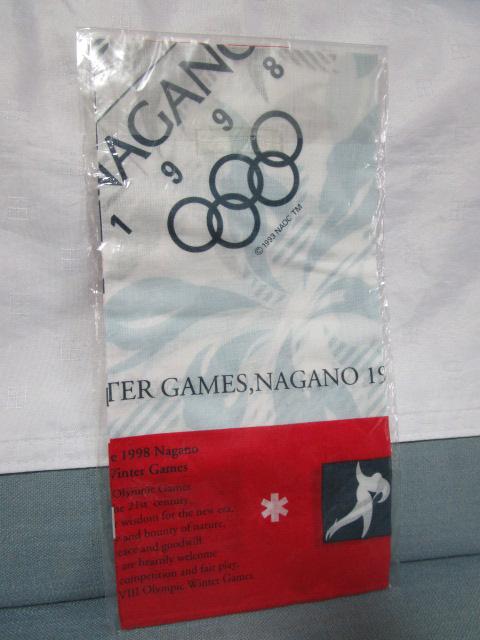 NAGANO
1 9 9 8
© 1993 NAOC TM
TER GAMES,NAGANO 19
e 1998 Nagano
Winter Games
Olympic Games
he 21st century...
wisdom for the new era,
and bounty of nature,
peace and goodwill.
are heartily welcome
competition and fair play,
VIII Olympic Winter Games.